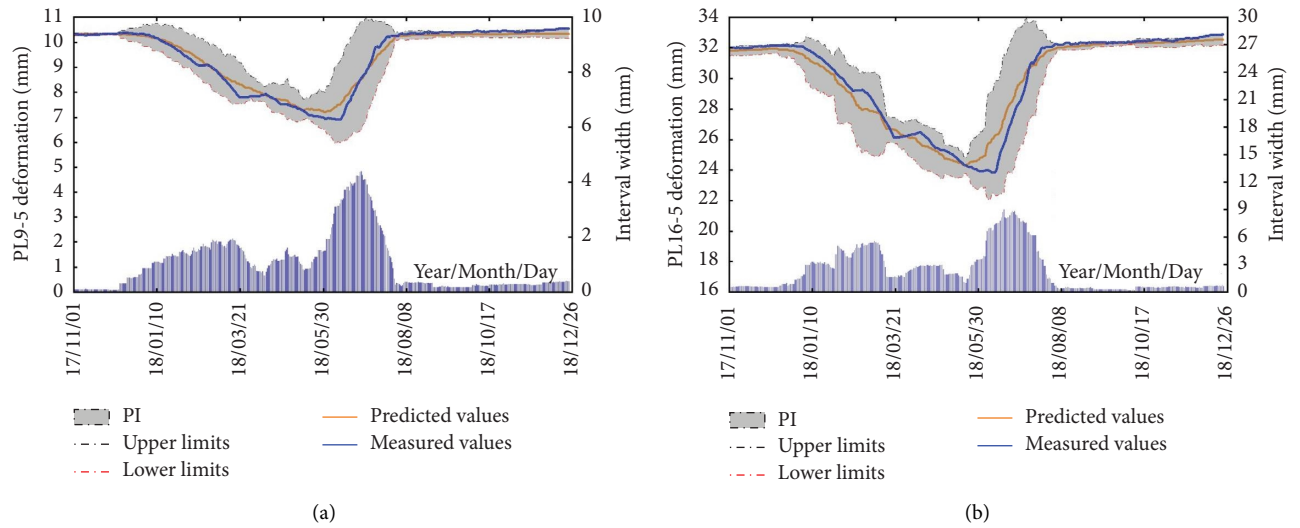 PL9-5 deformation (mm)
11
10
9
8
7
6
5
4
3
2
1
0
10
8
6
4
2
0
Interval width (mm)
Year/Month/Day
17/11/01
18/01/10
18/03/21
18/05/30
18/08/08
18/10/17
18/12/26
PI
Upper limits
Lower limits
Predicted values
Measured values
(a)
PL16-5 deformation (mm)
34
32
30
28
26
24
22
20
18
16
30
27
24
21
18
15
12
9
6
3
0
Interval width (mm)
Year/Month/Day
17/11/01
18/01/10
18/03/21
18/05/30
18/08/08
18/10/17
18/12/26
PI
Upper limits
Lower limits
Predicted values
Measured values
(b)